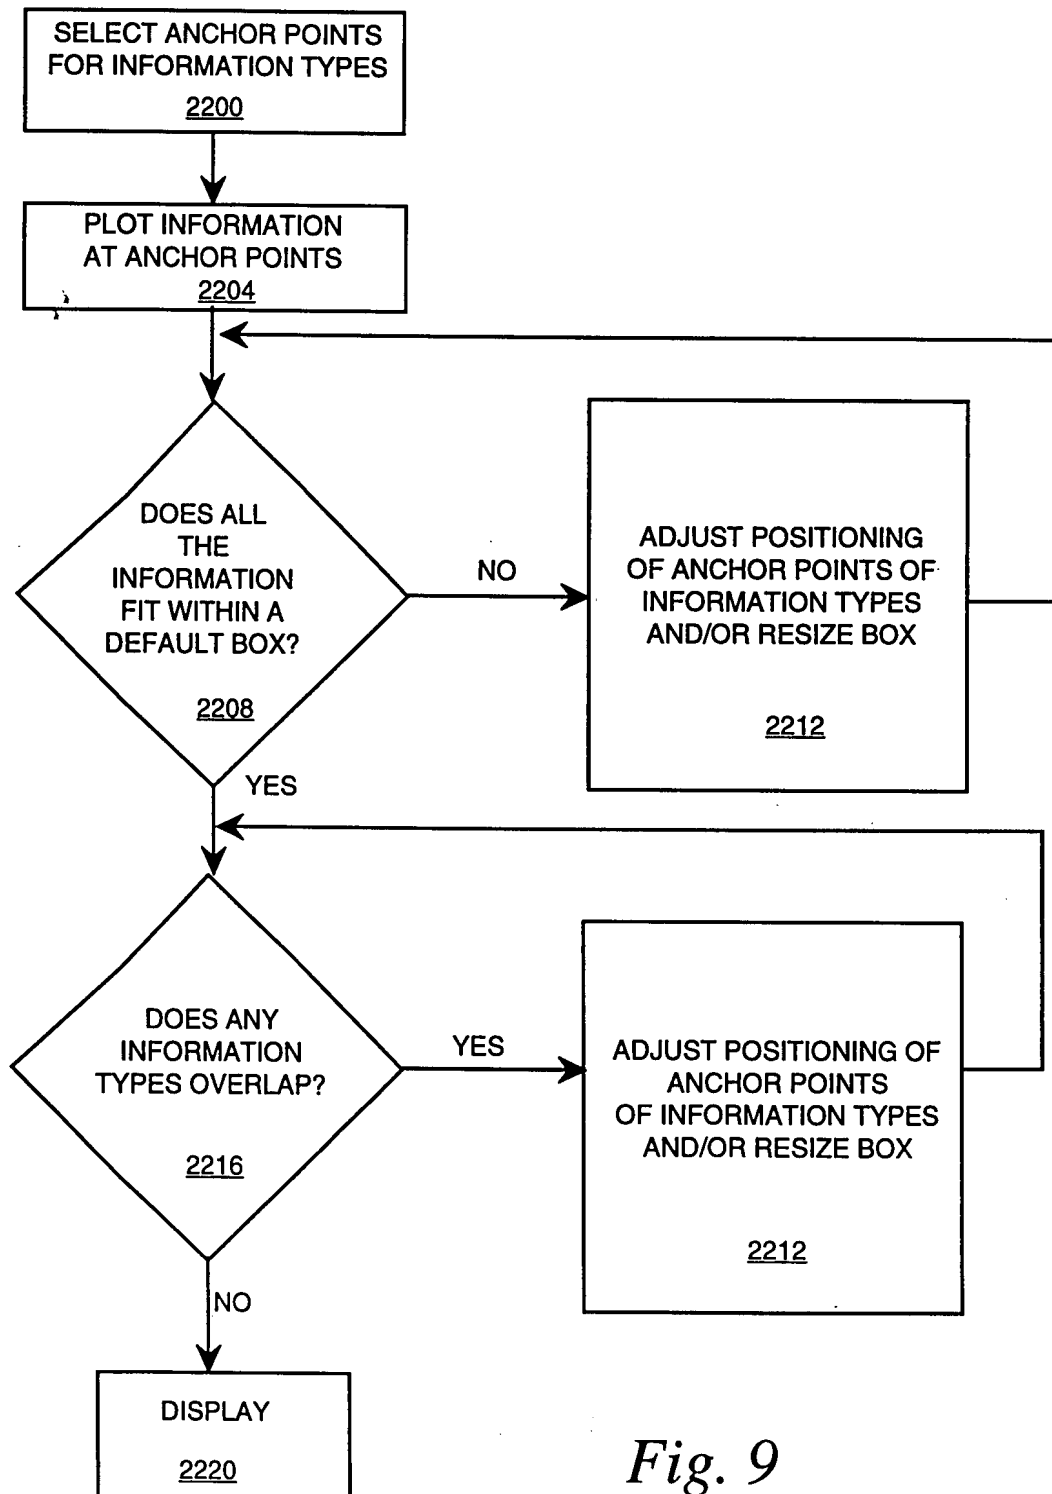 SELECT ANCHOR POINTS
FOR INFORMATION TYPES
2200
PLOT INFORMATION
AT ANCHOR POINTS
2204
DOES ALL
THE
INFORMATION
FIT WITHIN A
DEFAULT BOX?
2208
NO
ADJUST POSITIONING
OF ANCHOR POINTS OF
INFORMATION TYPES
AND/OR RESIZE BOX
2212
YES
DOES ANY
INFORMATION
TYPES OVERLAP?
2216
YES
ADJUST POSITIONING OF
ANCHOR POINTS
OF INFORMATION TYPES
AND/OR RESIZE BOX
2212
NO
DISPLAY
2220
Fig. 9